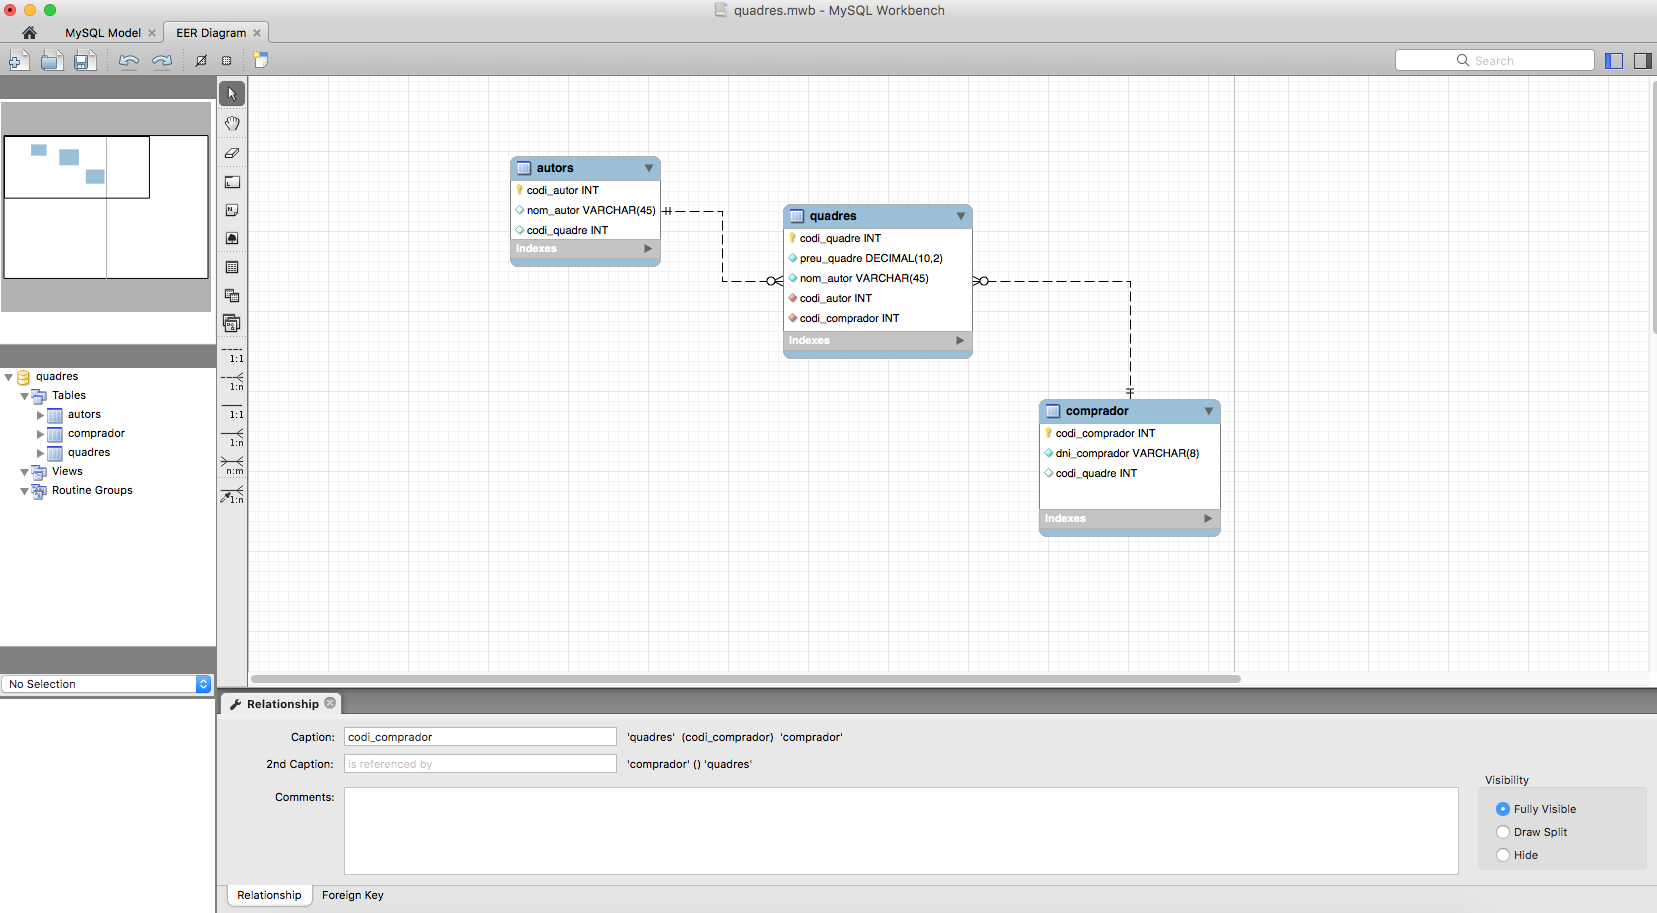 quadres.mwb - MySQL Workbench
MySQL Model
EER Diagram
Search
autors
codi_autor INT
nom_autor VARCHAR(45)
codi_quadre INT
Indexes
quadres
codi_quadre INT
preu_quadre DECIMAL(10,2)
nom_autor VARCHAR(45)
codi_autor INT
codi_comprador INT
Indexes
comprador
codi_comprador INT
dni_comprador VARCHAR(8)
codi_quadre INT
Indexes
1:1
1:n
1:1
1:n
n:m
1:n
quadres
Tables
autors
comprador
quadres
Views
Routine Groups
No Selection
Relationship
Caption: codi_comprador 'quadres' (codi_comprador) 'comprador'
2nd Caption: is referenced by 'comprador' () 'quadres'
Comments:
Visibility
Fully Visible
Draw Split
Hide
Relationship Foreign Key